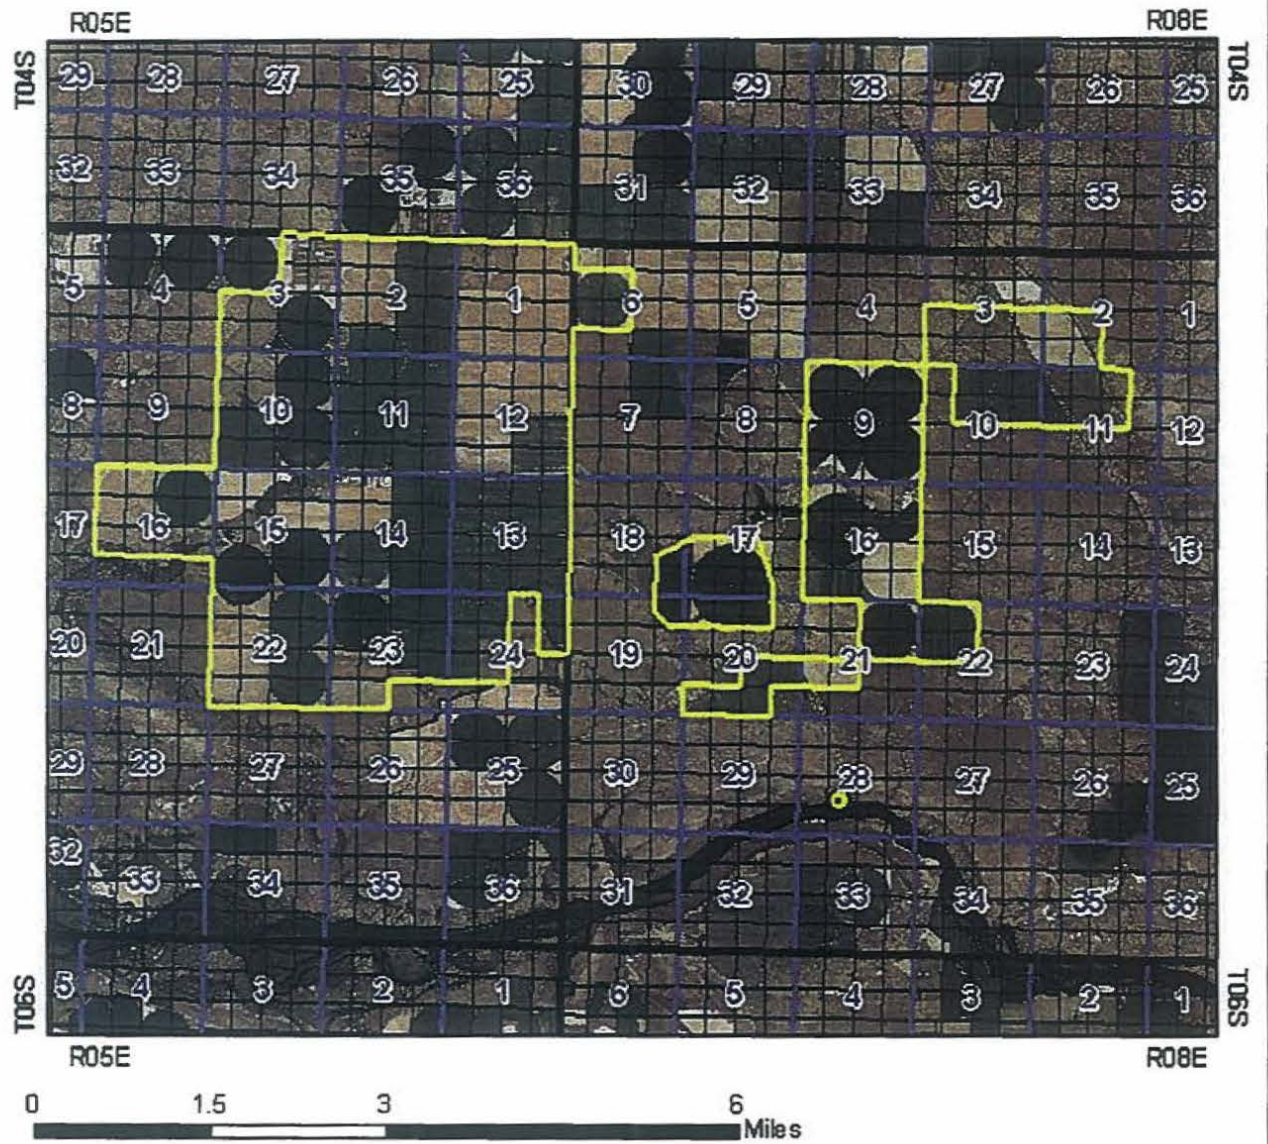 R05E R08E
T04S T04S
29 28 27 26 25 30 29 28 27 26 25
32 33 34 35 36 31 32 33 34 35 36
5 4 3 2 1 6 5 4 3 2 1
8 9 10 11 12 7 8 9 10 11 12
17 16 15 14 13 18 17 16 15 14 13
20 21 22 23 24 19 20 21 22 23 24
29 28 27 26 25 30 29 28 27 26 25
32 33 34 35 36 31 32 33 34 35 36
5 4 3 2 1 6 5 4 3 2 1
T06S T06S
R05E R08E
0 1.5 3 6
Miles